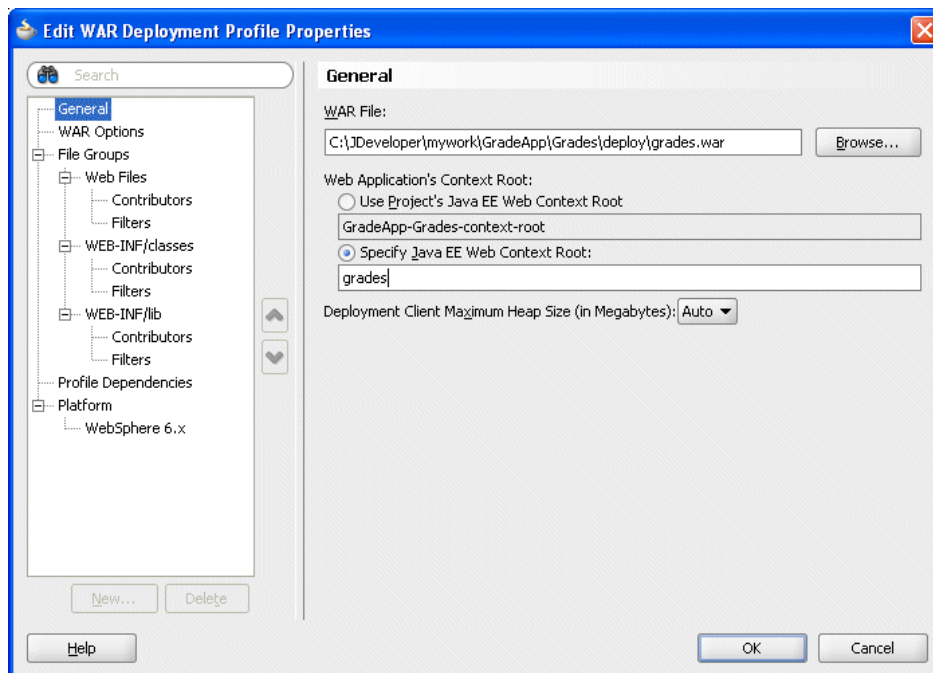 Edit WAR Deployment Profile Properties
Search
General
WAR Options
File Groups
Web Files
Contributors
Filters
WEB-INF/classes
Contributors
Filters
WEB-INF/lib
Contributors
Filters
Profile Dependencies
Platform
WebSphere 6.x
New...
Delete
General
WAR File:
C:\JDeveloper\mywork\GradeApp\Grades\deploy\grades.war
Browse...
Web Application's Context Root:
Use Project's Java EE Web Context Root
GradeApp-Grades-context-root
Specify Java EE Web Context Root:
grades
Deployment Client Maximum Heap Size (in Megabytes): Auto
Help
OK
Cancel